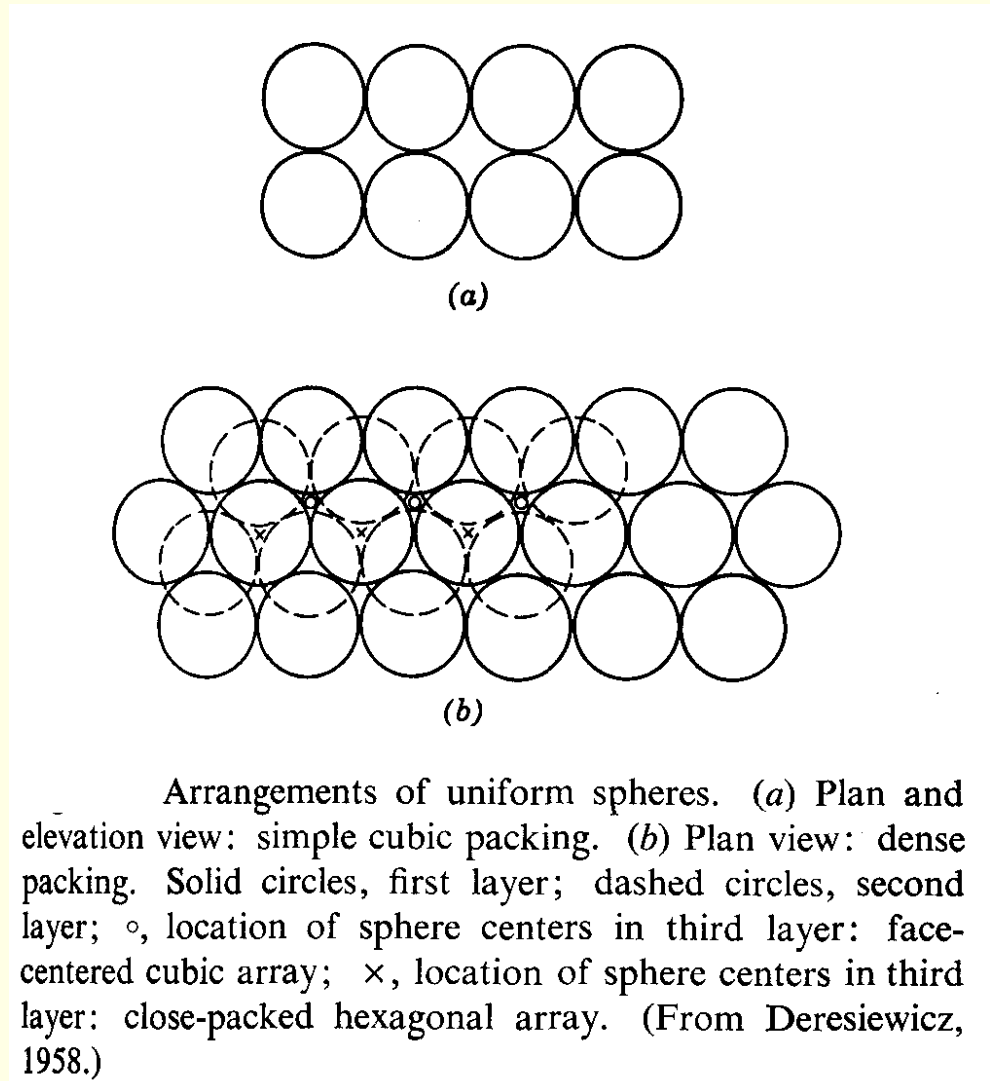 (a)
(b)
Arrangements of uniform spheres. (a) Plan and
elevation view: simple cubic packing. (b) Plan view: dense
packing. Solid circles, first layer; dashed circles, second
layer; ○, location of sphere centers in third layer: face-
centered cubic array; ×, location of sphere centers in third
layer: close-packed hexagonal array. (From Deresiewicz,
1958.)